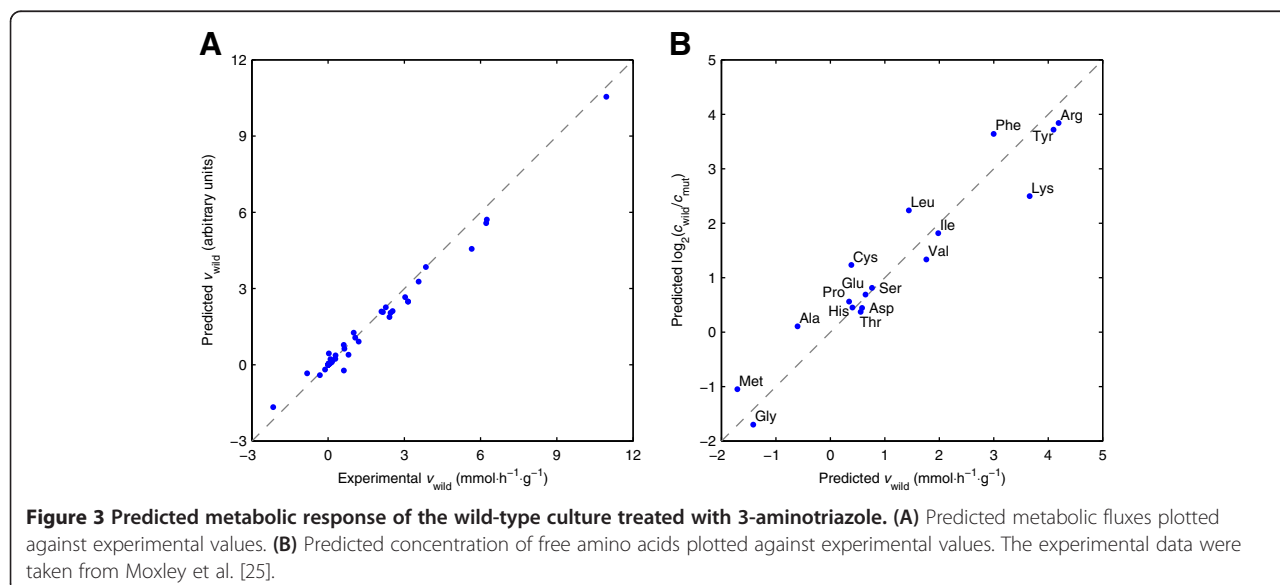 A
12
9
6
3
0
−3
−3 0 3 6 9 12
Predicted vwild (arbitrary units)
Experimental vwild (mmol·h−1·g−1)
B
5
4
3
2
1
0
−1
−2
−2 −1 0 1 2 3 4 5
Predicted log2(cwild/cmut)
Predicted vwild (mmol·h−1·g−1)
Phe
Arg
Tyr
Lys
Leu
Ile
Val
Cys
Glu
Ser
Pro
His
Asp
Thr
Ala
Met
Gly
Figure 3 Predicted metabolic response of the wild-type culture treated with 3-aminotriazole. (A) Predicted metabolic fluxes plotted
against experimental values. (B) Predicted concentration of free amino acids plotted against experimental values. The experimental data were
taken from Moxley et al. [25].